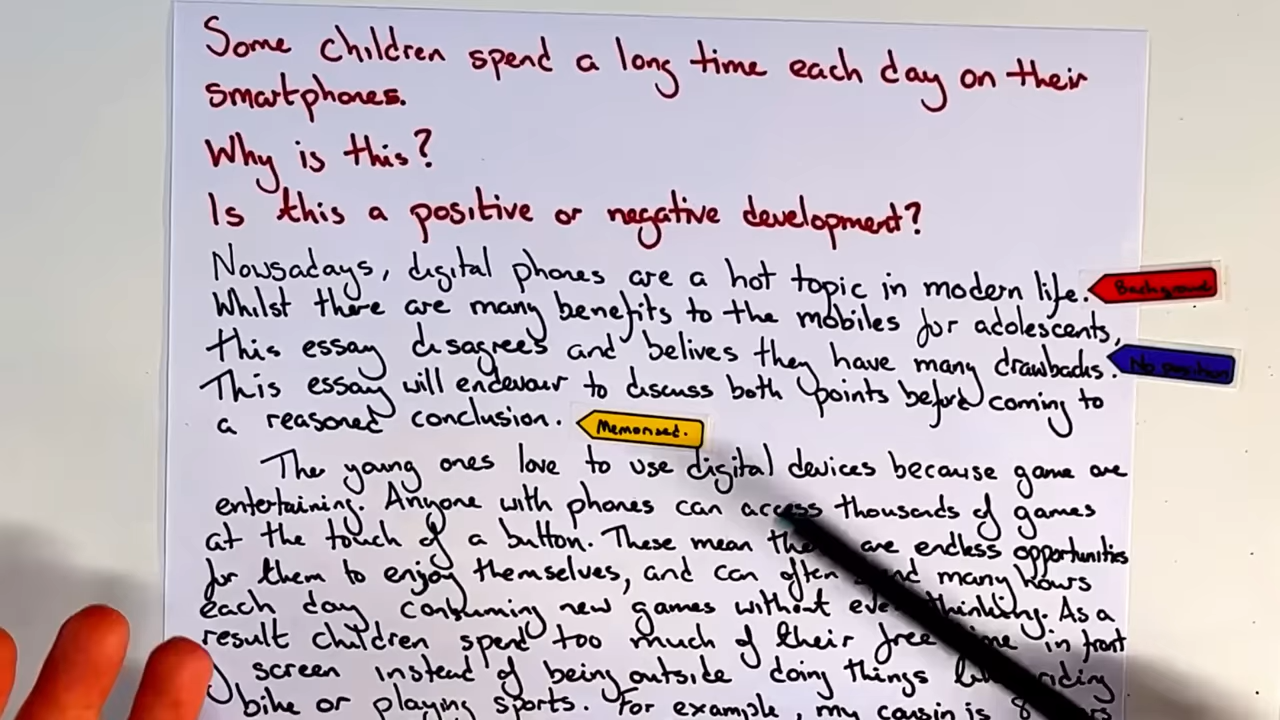 Some children spend a long time each day on their
smartphones.
Why is this?
Is this a positive or negative development?
Nowsadays, digital phones are a hot topic in modern life.
Background
Whilst there are many benefits to the mobiles for adolescents,
this essay disagrees and belives they have many drawbacks.
No position
This essay will endevour to discuss both points before coming to
a reasoned conclusion.
Memorised.
The young ones love to use digital devices because game are
entertaining. Anyone with phones can access thousands of games
at the touch of a button. These mean are endless opportunities
for them to enjoy themselves, and can often many hours
each day consuming new games without thinking. As a
result children spend too much of their free in front
screen instead of being outside doing things riding
bike or playing sports. For example, my cousin is 8